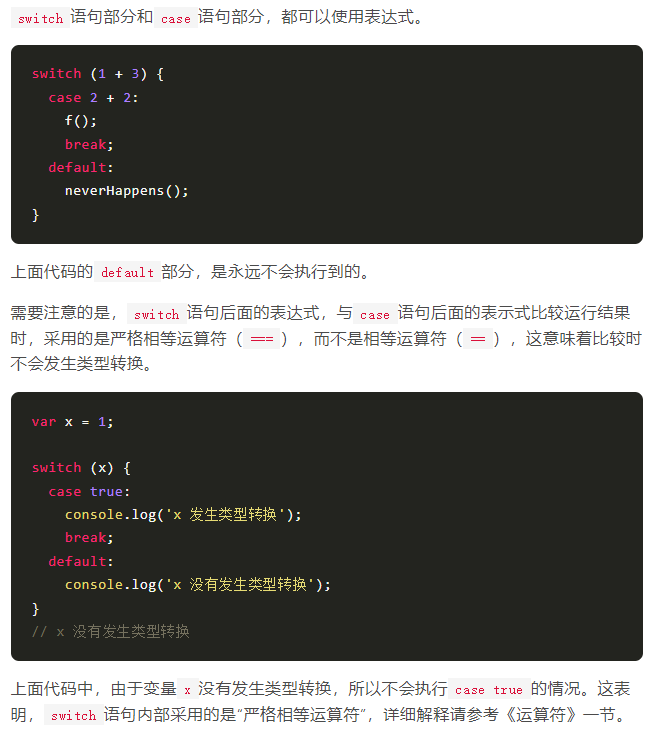 switch 语句部分和 case 语句部分，都可以使用表达式。
switch (1 + 3) {
  case 2 + 2:
    f();
    break;
  default:
    neverHappens();
}
上面代码的 default 部分，是永远不会执行到的。
需要注意的是， switch 语句后面的表达式，与 case 语句后面的表示式比较运行结果
时，采用的是严格相等运算符（ === ），而不是相等运算符（ == ），这意味着比较时
不会发生类型转换。
var x = 1;
switch (x) {
  case true:
    console.log('x 发生类型转换');
    break;
  default:
    console.log('x 没有发生类型转换');
}
// x 没有发生类型转换
上面代码中，由于变量 x 没有发生类型转换，所以不会执行 case true 的情况。这表
明， switch 语句内部采用的是“严格相等运算符”，详细解释请参考《运算符》一节。